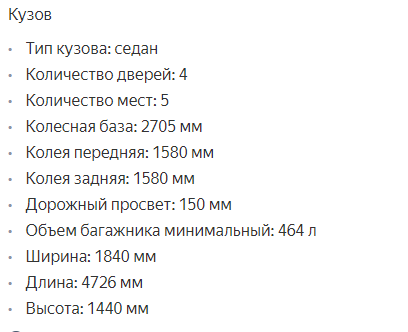 Кузов
• Тип кузова: седан
• Количество дверей: 4
• Количество мест: 5
• Колесная база: 2705 мм
• Колея передняя: 1580 мм
• Колея задняя: 1580 мм
• Дорожный просвет: 150 мм
• Объем багажника минимальный: 464 л
• Ширина: 1840 мм
• Длина: 4726 мм
• Высота: 1440 мм